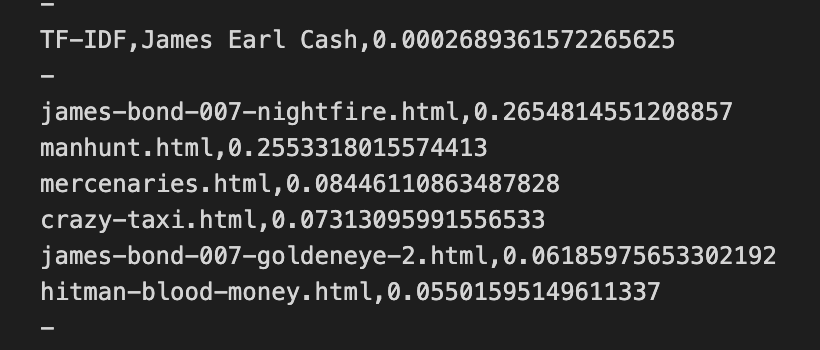 –
TF-IDF,James Earl Cash,0.0002689361572265625
–
james-bond-007-nightfire.html,0.2654814551208857
manhunt.html,0.2553318015574413
mercenaries.html,0.08446110863487828
crazy-taxi.html,0.07313095991556533
james-bond-007-goldeneye-2.html,0.06185975653302192
hitman-blood-money.html,0.05501595149611337
–